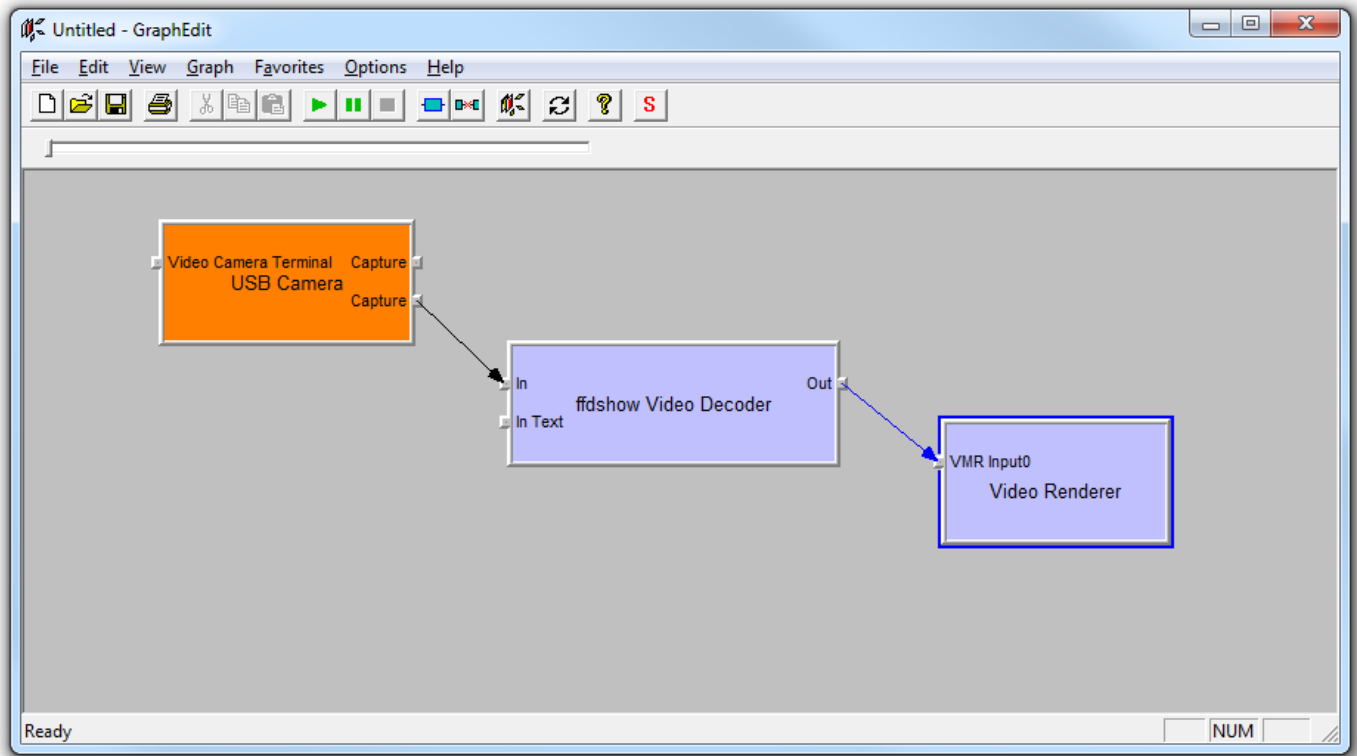 Untitled - GraphEdit
File Edit View Graph Favorites Options Help
S
Video Camera Terminal Capture
USB Camera
Capture
In Out
ffdshow Video Decoder
In Text
VMR Input0
Video Renderer
Ready NUM